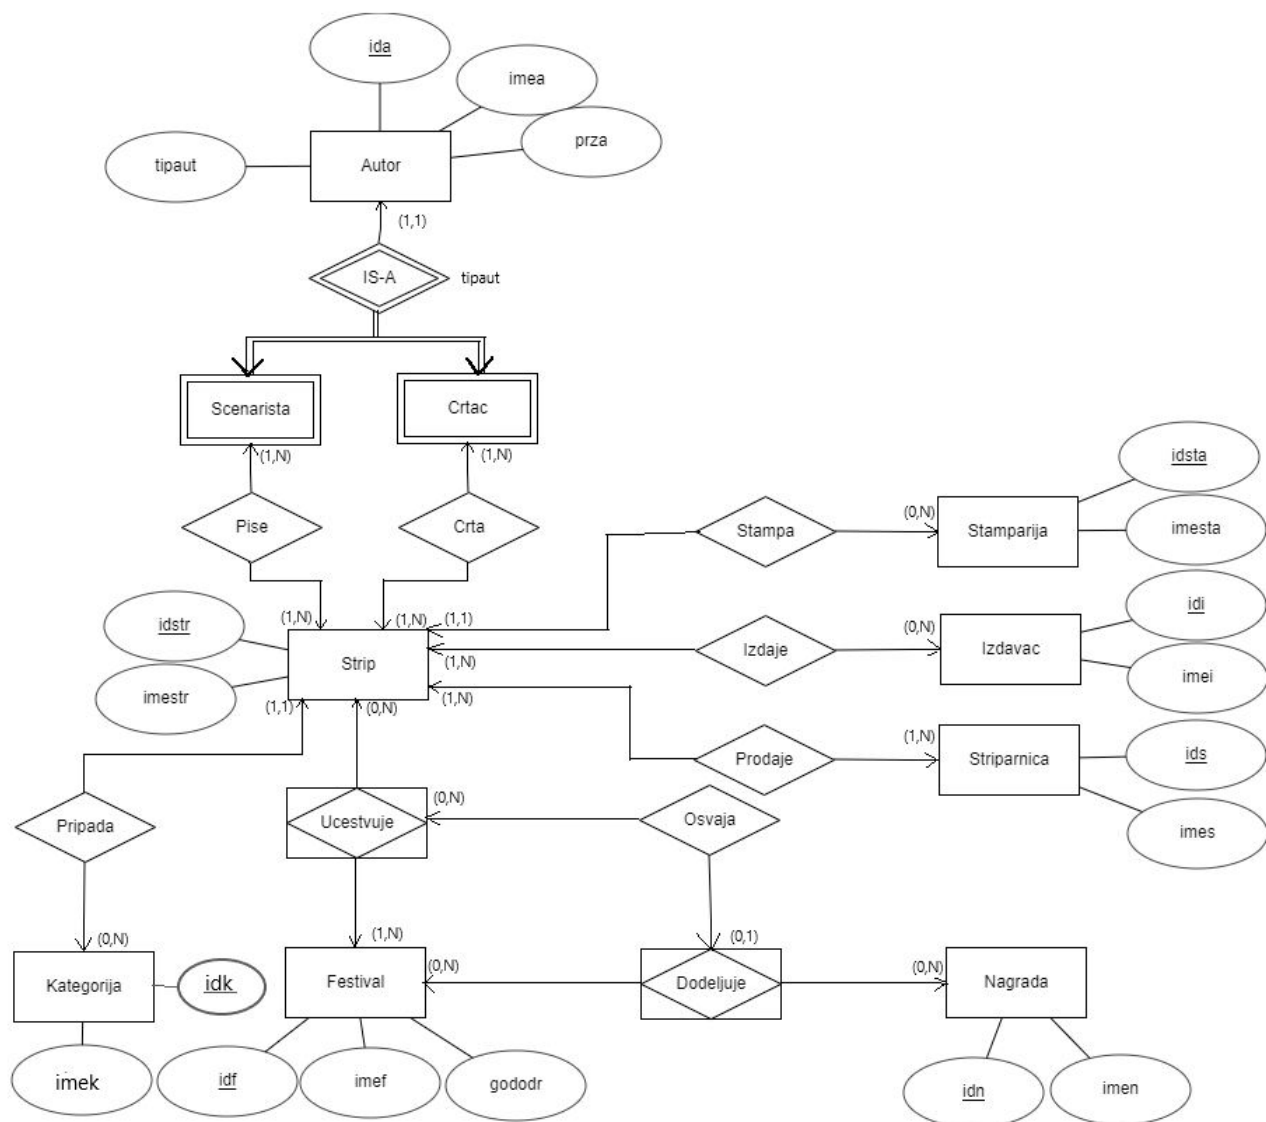 ida
imea
prza
tipaut
Autor
(1,1)
IS-A
tipaut
Scenarista
Crtac
(1,N)
(1,N)
idsta
Pise
Crta
Stampa
(0,N)
Stamparija
imesta
idstr
(1,N)
(1,N)
(1,1)
idi
Strip
(1,N)
Izdaje
(0,N)
Izdavac
imei
imestr
(1,1)
(0,N)
(1,N)
Prodaje
(1,N)
Striparnica
ids
imes
Pripada
Ucestvuje
(0,N)
Osvaja
(0,N)
(1,N)
(0,N)
(0,1)
(0,N)
Kategorija
idk
Festival
Dodeljuje
Nagrada
imek
idf
imef
gododr
idn
imen